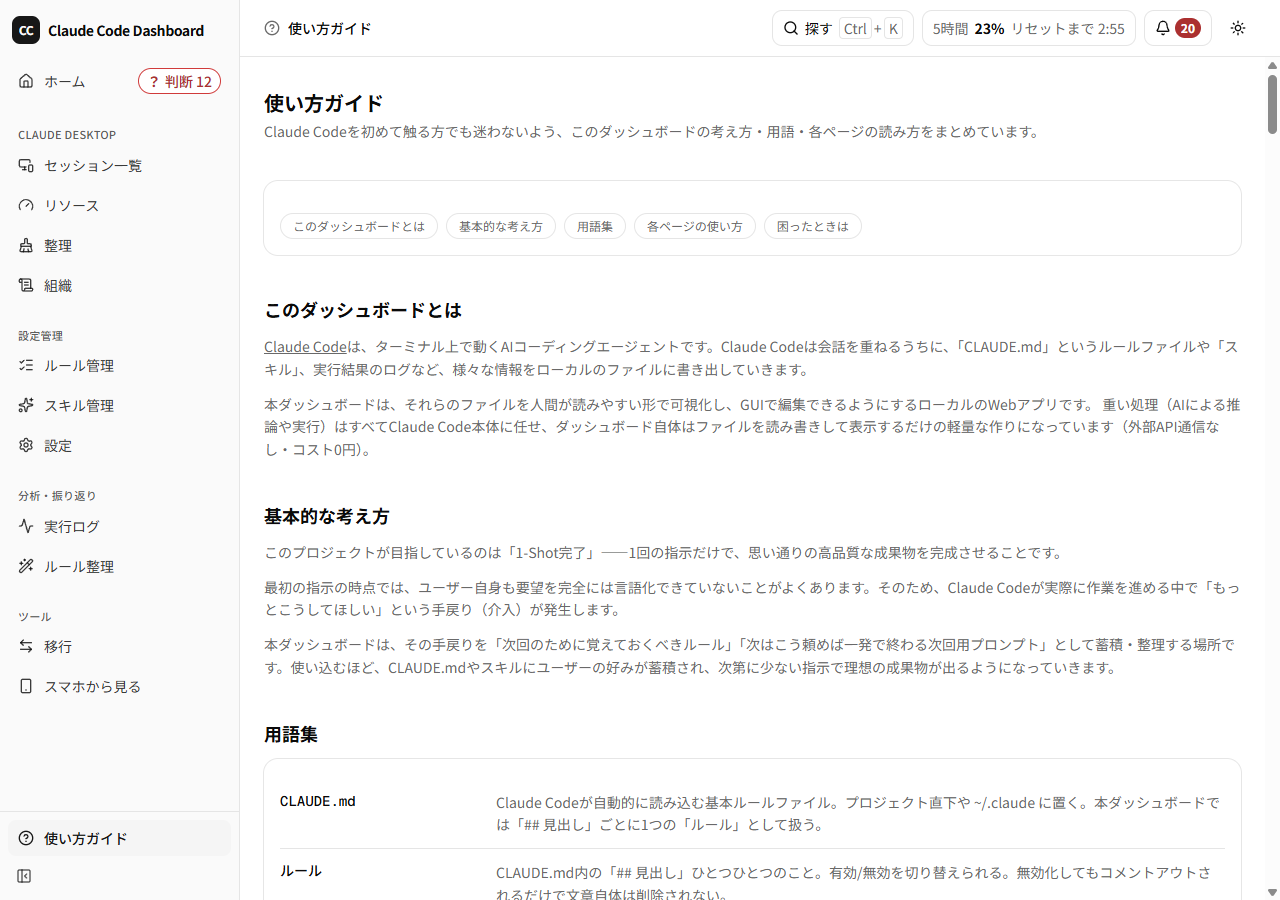 CC Claude Code Dashboard
ホーム
? 判断 12
CLAUDE DESKTOP
セッション一覧
リソース
整理
組織
設定管理
ルール管理
スキル管理
設定
分析・振り返り
実行ログ
ルール整理
ツール
移行
スマホから見る
使い方ガイド
使い方ガイド
探す Ctrl + K
5時間 23% リセットまで 2:55
20
使い方ガイド
Claude Codeを初めて触る方でも迷わないよう、このダッシュボードの考え方・用語・各ページの読み方をまとめています。
このダッシュボードとは
基本的な考え方
用語集
各ページの使い方
困ったときは
このダッシュボードとは
Claude Codeは、ターミナル上で動くAIコーディングエージェントです。Claude Codeは会話を重ねるうちに、「CLAUDE.md」というルールファイルや「ス
キル」、実行結果のログなど、様々な情報をローカルのファイルに書き出していきます。
本ダッシュボードは、それらのファイルを人間が読みやすい形で可視化し、GUIで編集できるようにするローカルのWebアプリです。 重い処理（AIによる推
論や実行）はすべてClaude Code本体に任せ、ダッシュボード自体はファイルを読み書きして表示するだけの軽量な作りになっています（外部API通信な
し・コスト0円）。
基本的な考え方
このプロジェクトが目指しているのは「1-Shot完了」――1回の指示だけで、思い通りの高品質な成果物を完成させることです。
最初の指示の時点では、ユーザー自身も要望を完全には言語化できていないことがよくあります。そのため、Claude Codeが実際に作業を進める中で「もっ
とこうしてほしい」という手戻り（介入）が発生します。
本ダッシュボードは、その手戻りを「次回のために覚えておくべきルール」「次はこう頼めば一発で終わる次回用プロンプト」として蓄積・整理する場所で
す。使い込むほど、CLAUDE.mdやスキルにユーザーの好みが蓄積され、次第に少ない指示で理想の成果物が出るようになっていきます。
用語集
CLAUDE.md
Claude Codeが自動的に読み込む基本ルールファイル。プロジェクト直下や ~/.claude に置く。本ダッシュボードで
は「## 見出し」ごとに1つの「ルール」として扱う。
ルール
CLAUDE.md内の「## 見出し」ひとつひとつのこと。有効/無効を切り替えられる。無効化してもコメントアウトさ
れるだけで文章自体は削除されない。